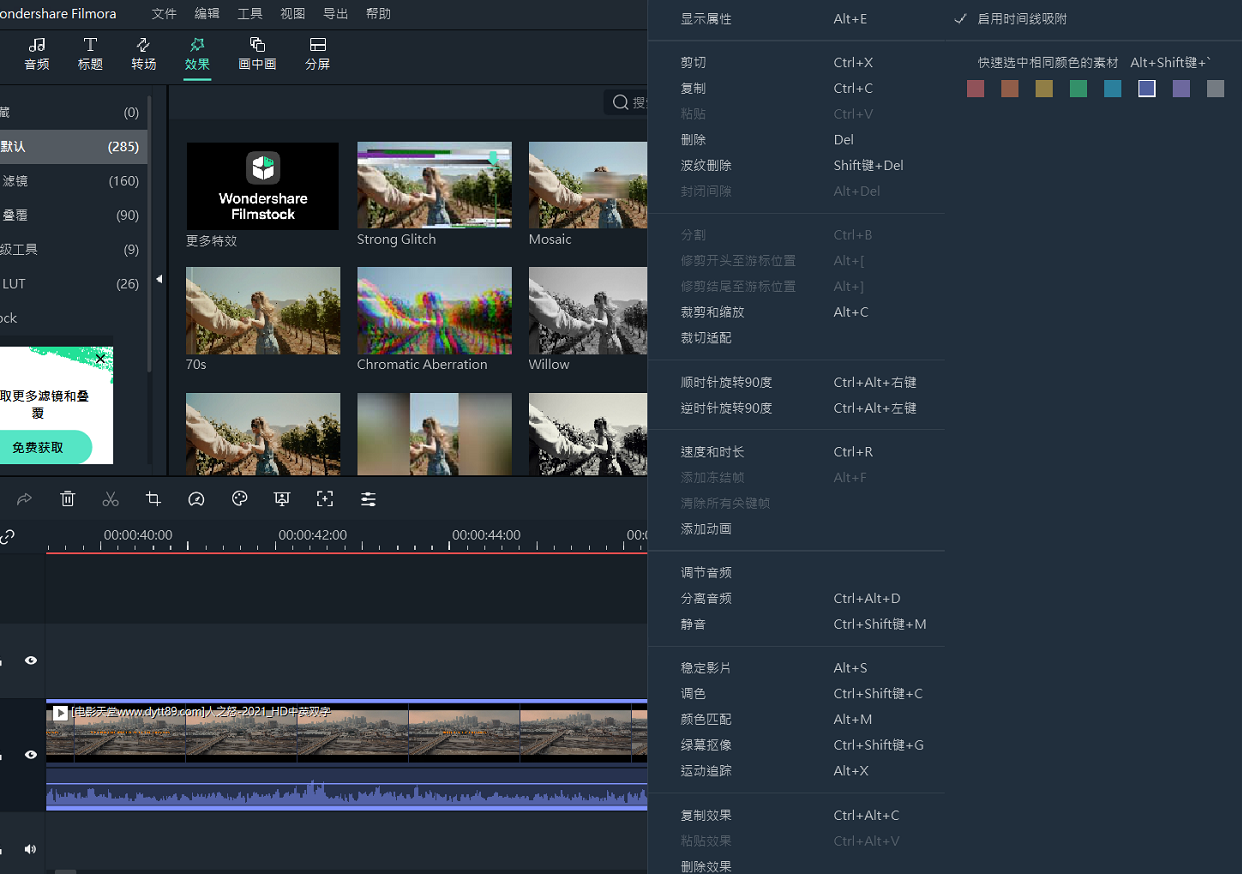 ondershare Filmora 文件 编辑 工具 视图 导出 帮助
音频 标题 转场 效果 画中画 分屏
藏 (0)
默认 (285)
滤镜 (160)
叠覆 (90)
级工具 (9)
LUT (26)
ock
取更多滤镜和叠
覆
免费获取
搜
Wondershare
Filmstock
更多特效
Strong Glitch
Mosaic
70s
Chromatic Aberration
Willow
00:00:40:00 00:00:42:00 00:00:44:00 00:0
[电影天堂www.dytt89.com]人之怒-2021_HD中英双字
显示属性 Alt+E
剪切 Ctrl+X
复制 Ctrl+C
粘贴 Ctrl+V
删除 Del
波纹删除 Shift键+Del
封闭间隙 Alt+Del
分割 Ctrl+B
修剪开头至游标位置 Alt+[
修剪结尾至游标位置 Alt+]
裁剪和缩放 Alt+C
裁切适配
顺时针旋转90度 Ctrl+Alt+右键
逆时针旋转90度 Ctrl+Alt+左键
速度和时长 Ctrl+R
添加冻结帧 Alt+F
清除所有关键帧
添加动画
调节音频
分离音频 Ctrl+Alt+D
静音 Ctrl+Shift键+M
稳定影片 Alt+S
调色 Ctrl+Shift键+C
颜色匹配 Alt+M
绿幕抠像 Ctrl+Shift键+G
运动追踪 Alt+X
复制效果 Ctrl+Alt+C
粘贴效果 Ctrl+Alt+V
删除效果
启用时间线吸附
快速选中相同颜色的素材 Alt+Shift键+`